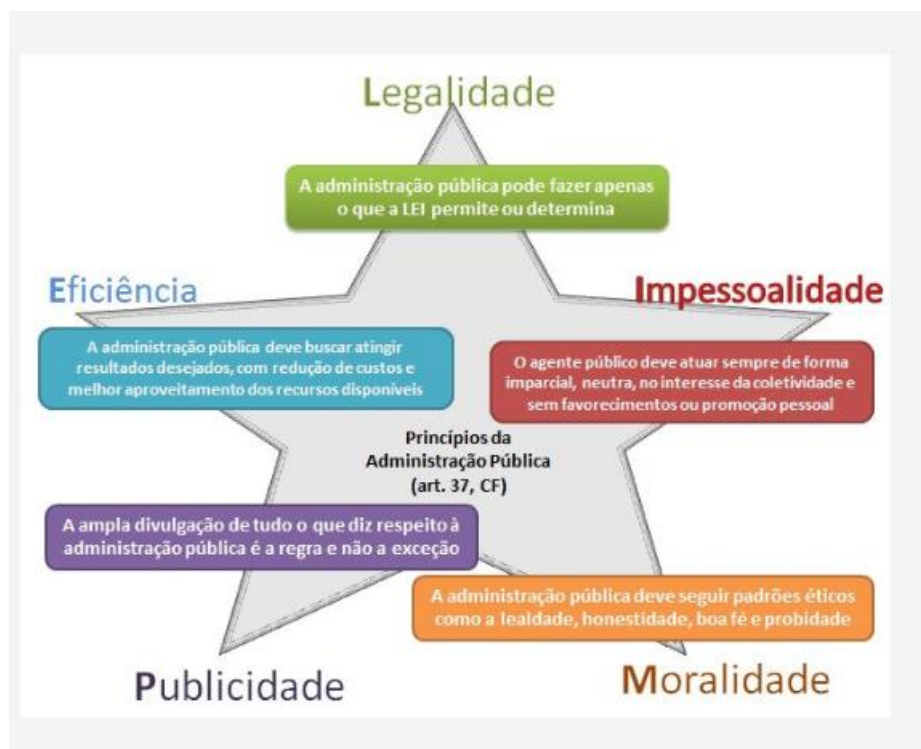 Legalidade
A administração pública pode fazer apenas
o que a LEI permite ou determina
Eficiência
Impessoalidade
A administração pública deve buscar atingir
resultados desejados, com redução de custos e
melhor aproveitamento dos recursos disponíveis
O agente público deve atuar sempre de forma
imparcial, neutra, no interesse da coletividade e
sem favorecimentos ou promoção pessoal
Princípios da
Administração Pública
(art. 37, CF)
A ampla divulgação de tudo o que diz respeito à
administração pública é a regra e não a exceção
A administração pública deve seguir padrões éticos
como a lealdade, honestidade, boa fé e probidade
Publicidade
Moralidade